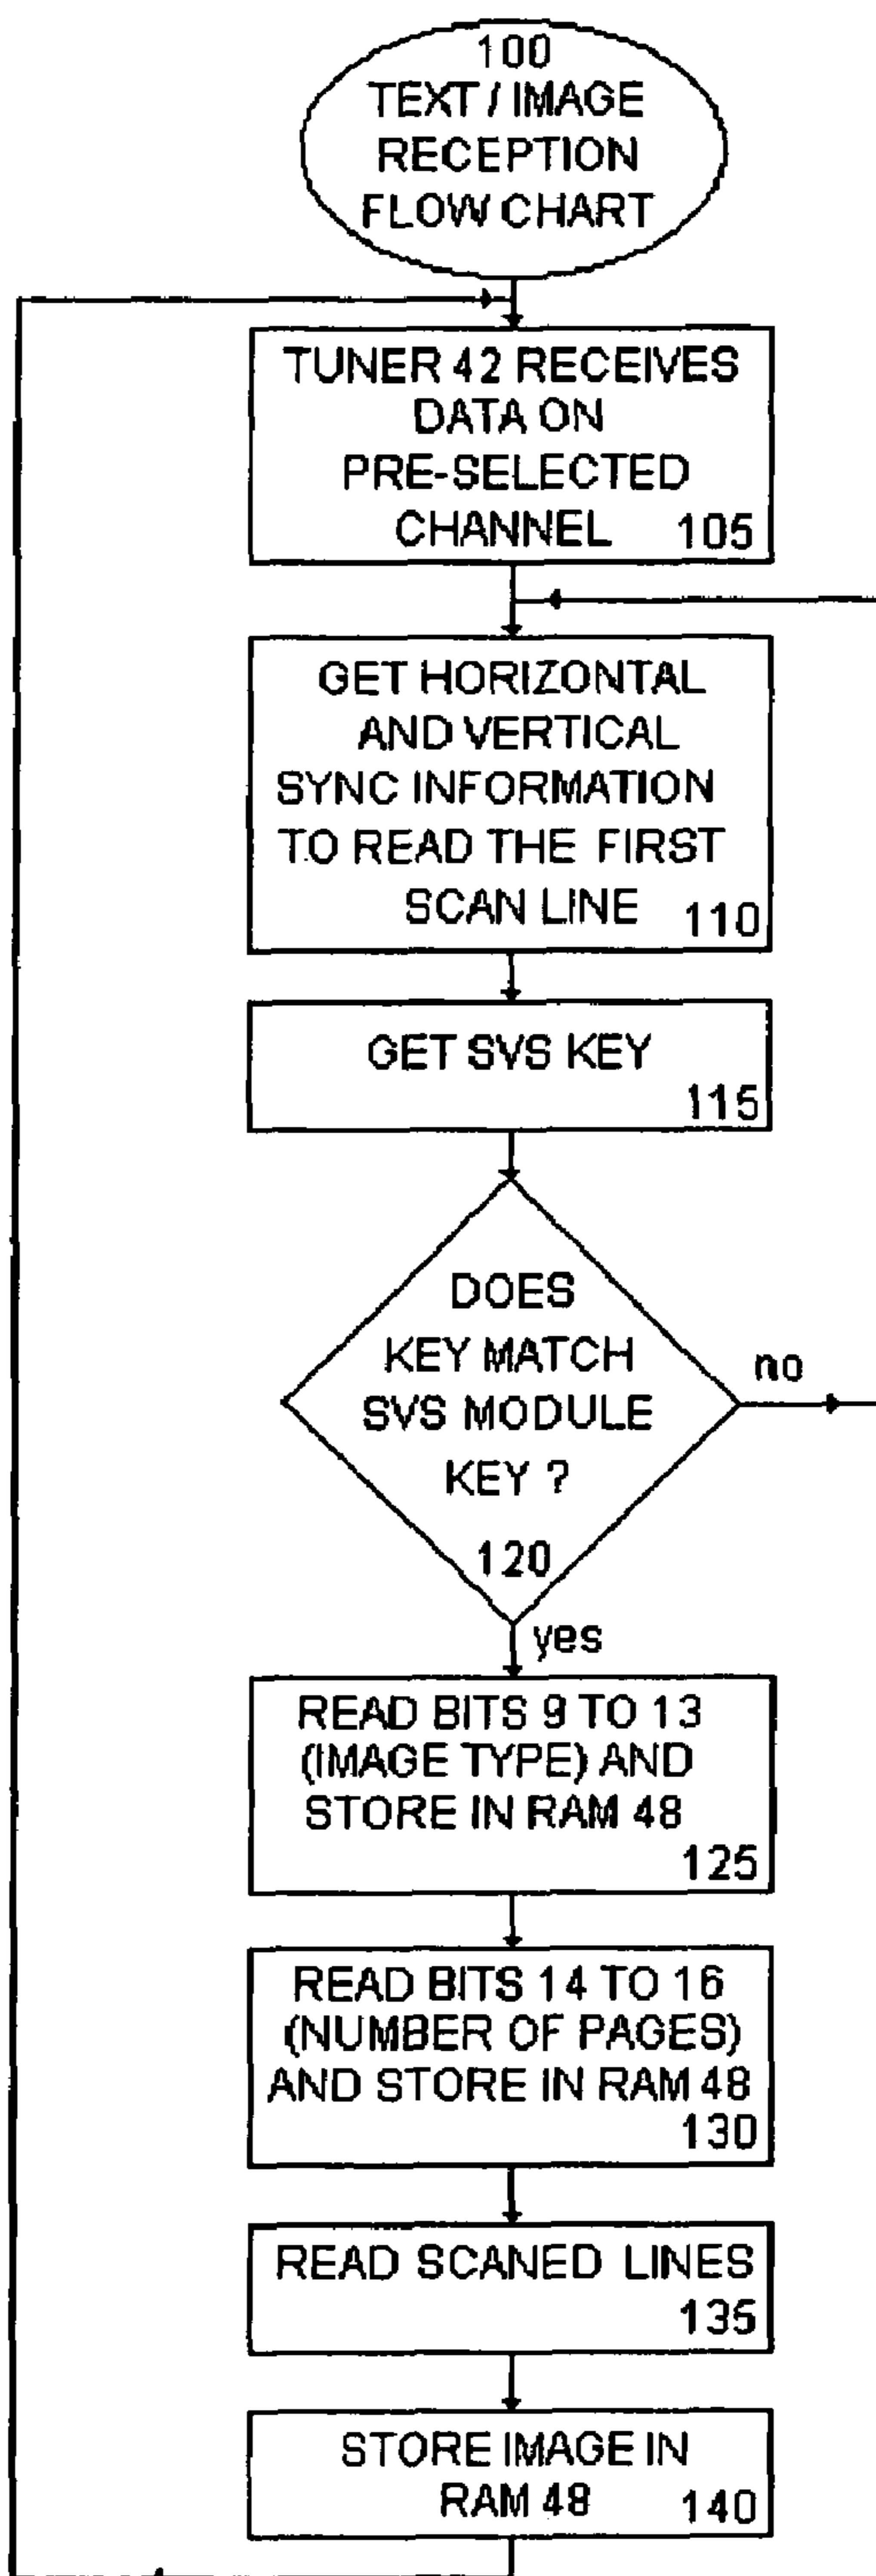 100
TEXT / IMAGE
RECEPTION
FLOW CHART
TUNER 42 RECEIVES
DATA ON
PRE-SELECTED
CHANNEL 105
GET HORIZONTAL
AND VERTICAL
SYNC INFORMATION
TO READ THE FIRST
SCAN LINE 110
GET SVS KEY
115
DOES
KEY MATCH
SVS MODULE
KEY ?
120
no
yes
READ BITS 9 TO 13
(IMAGE TYPE) AND
STORE IN RAM 48
125
READ BITS 14 TO 16
(NUMBER OF PAGES)
AND STORE IN RAM 48
130
READ SCANED LINES
135
STORE IMAGE IN
RAM 48 140